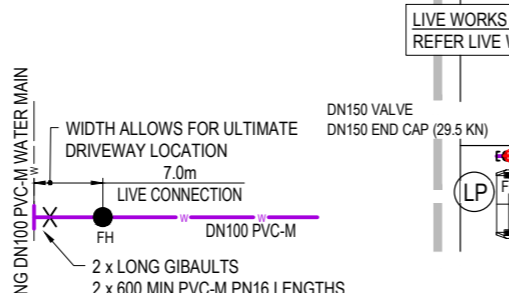 LIVE WORKS
REFER LIVE
DN150 VALVE
DN150 END CAP (29.5 KN)
WIDTH ALLOWS FOR ULTIMATE
DRIVEWAY LOCATION
7.0m
LIVE CONNECTION
W
W
W
FH
DN100 PVC-M
2 x LONG GIBAULTS
2 x 600 MIN PVC-M PN16 LENGTHS
DN100 PVC-M WATER MAIN
LP